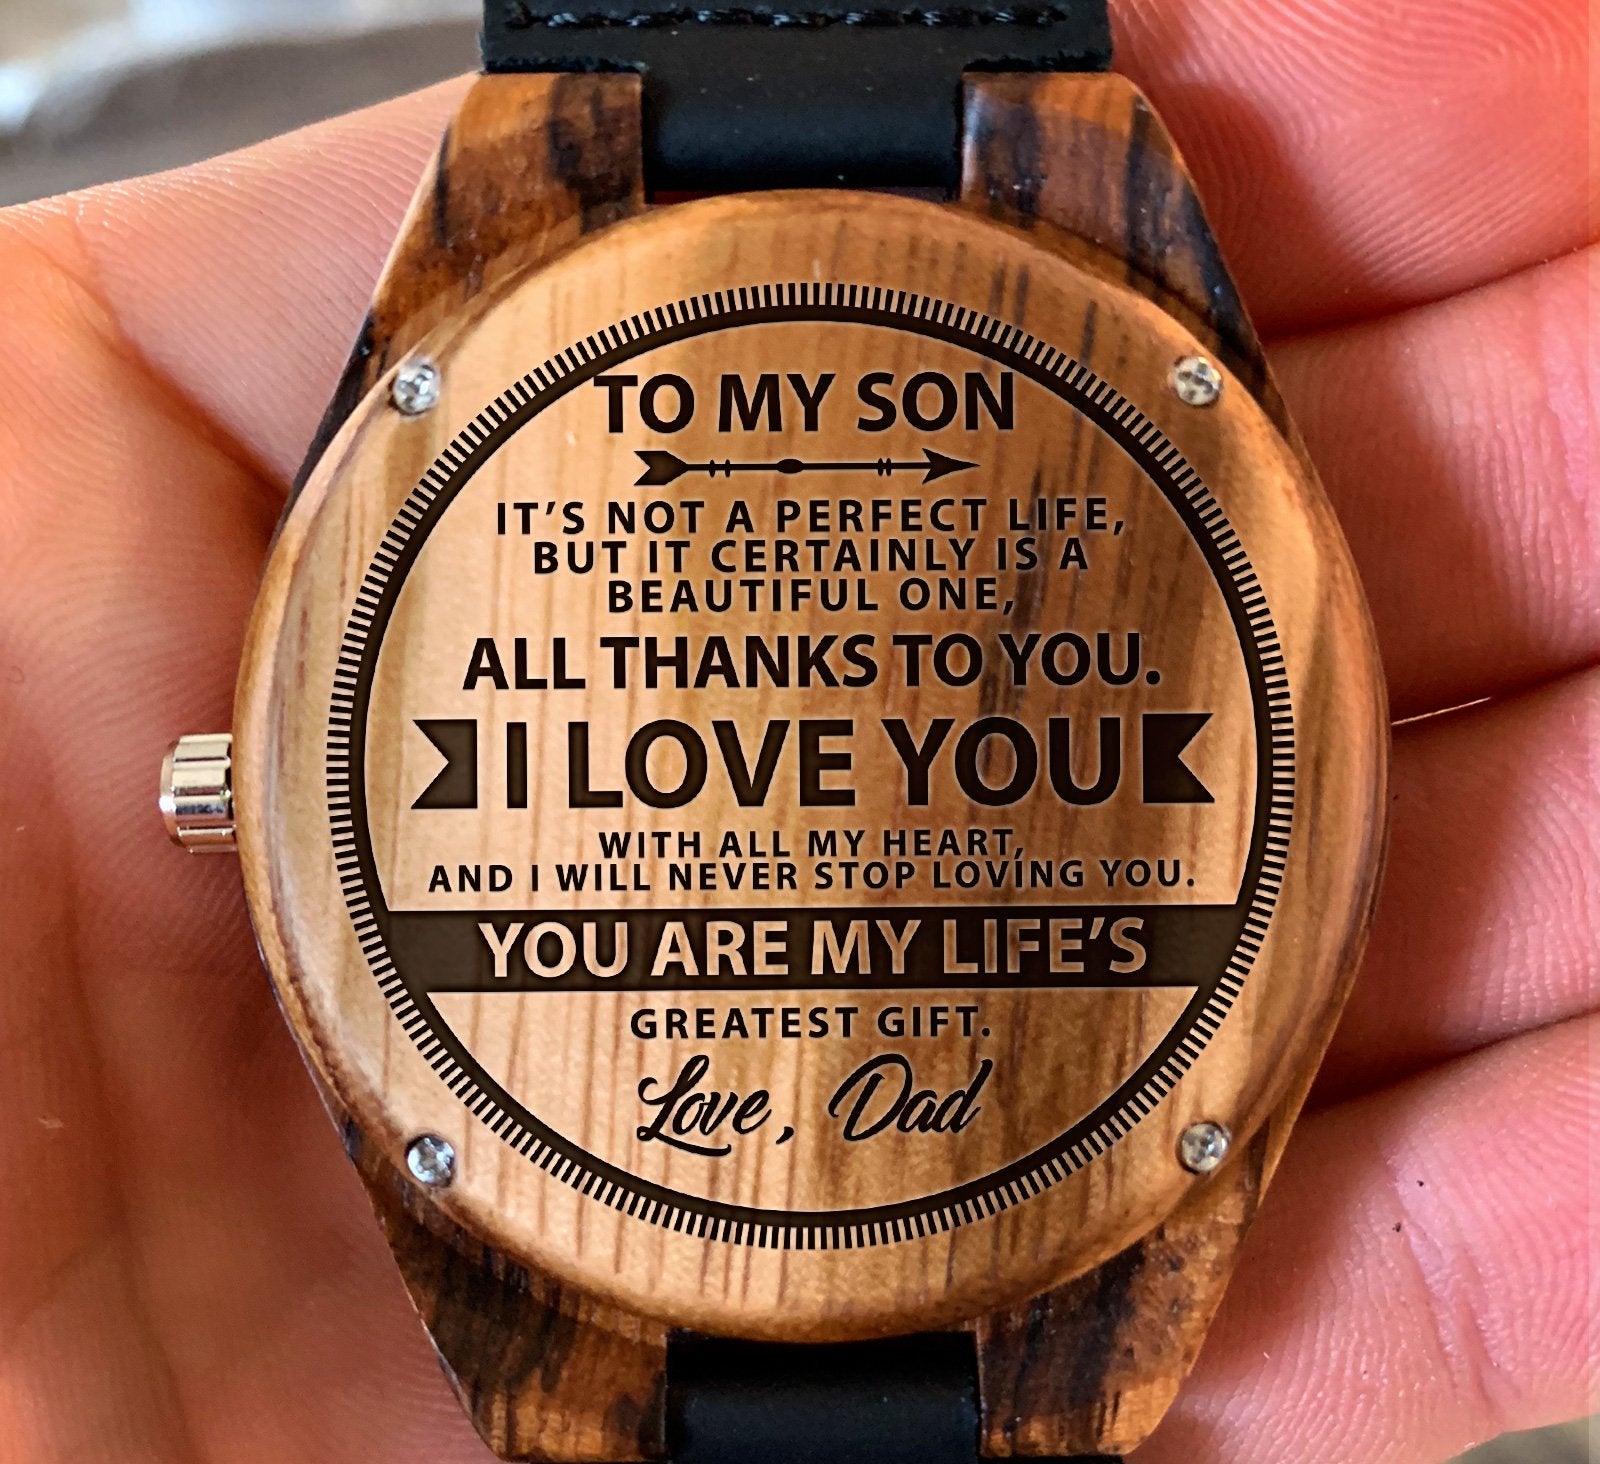 TO MY SON
IT'S NOT A PERFECT LIFE,
BUT IT CERTAINLY IS A
BEAUTIFUL ONE,
ALL THANKS TO YOU.
I LOVE YOU
WITH ALL MY HEART,
AND I WILL NEVER STOP LOVING YOU.
YOU ARE MY LIFE'S
GREATEST GIFT.
Love, Dad